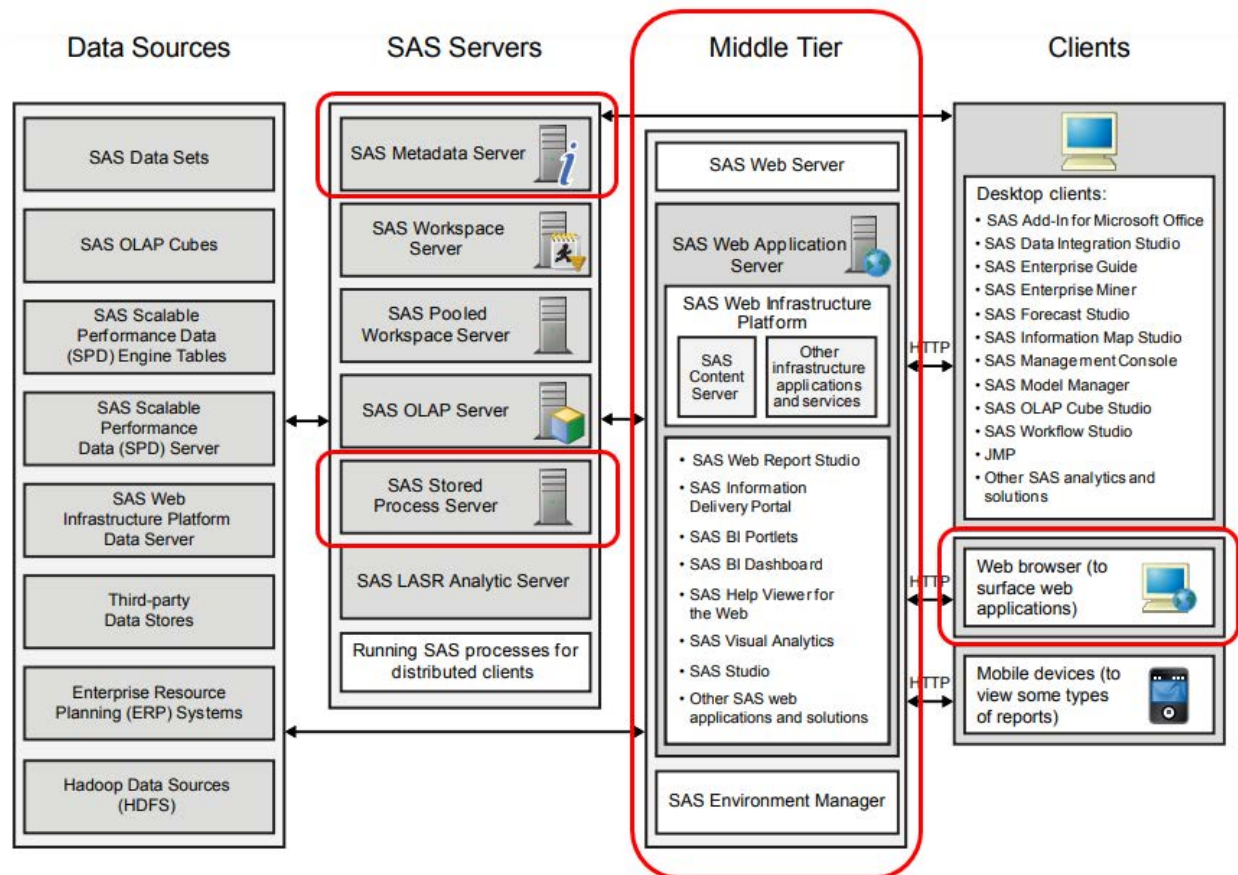 Data Sources
SAS Data Sets
SAS OLAP Cubes
SAS Scalable
Performance Data
(SPD) Engine Tables
SAS Scalable
Performance
Data (SPD) Server
SAS Web
Infrastructure Platform
Data Server
Third-party
Data Stores
Enterprise Resource
Planning (ERP) Systems
Hadoop Data Sources
(HDFS)
SAS Servers
SAS Metadata Server
i
SAS Workspace
Server
SAS Pooled
Workspace Server
SAS OLAP Server
SAS Stored
Process Server
SAS LASR Analytic Server
Running SAS processes for
distributed clients
Middle Tier
SAS Web Server
SAS Web Application
Server
SAS Web Infrastructure
Platform
SAS
Content
Server
Other
infrastructure
applications
and services
• SAS Web Report Studio
• SAS Information
Delivery Portal
• SAS BI Portlets
• SAS BI Dashboard
• SAS Help Viewer for
the Web
• SAS Visual Analytics
• SAS Studio
• Other SAS web
applications and solutions
SAS Environment Manager
HTTP
HTTP
HTTP
Clients
Desktop clients:
• SAS Add-In for Microsoft Office
• SAS Data Integration Studio
• SAS Enterprise Guide
• SAS Enterprise Miner
• SAS Forecast Studio
• SAS Information Map Studio
• SAS Management Console
• SAS Model Manager
• SAS OLAP Cube Studio
• SAS Workflow Studio
• JMP
• Other SAS analytics and
solutions
Web browser (to
surface web
applications)
Mobile devices (to
view some types
of reports)